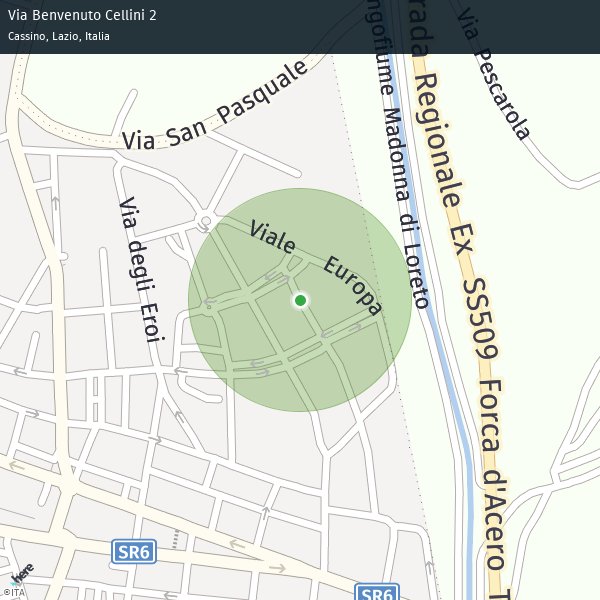 Via Benvenuto Cellini 2
Cassino, Lazio, Italia
Via San Pasquale
ngofiume Madonna di Loreto
rada Regionale Ex SS509 Forca d'Acero T
Via Pescarola
Via degli Eroi
Viale Europa
SR6
SR6
here
©ITA